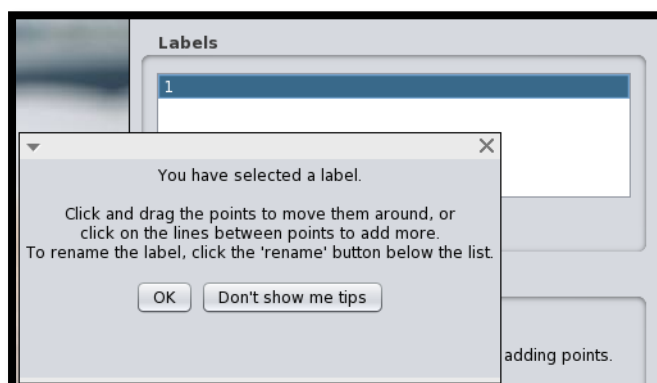 Labels
1
You have selected a label.
Click and drag the points to move them around, or
click on the lines between points to add more.
To rename the label, click the 'rename' button below the list.
OK
Don't show me tips
adding points.